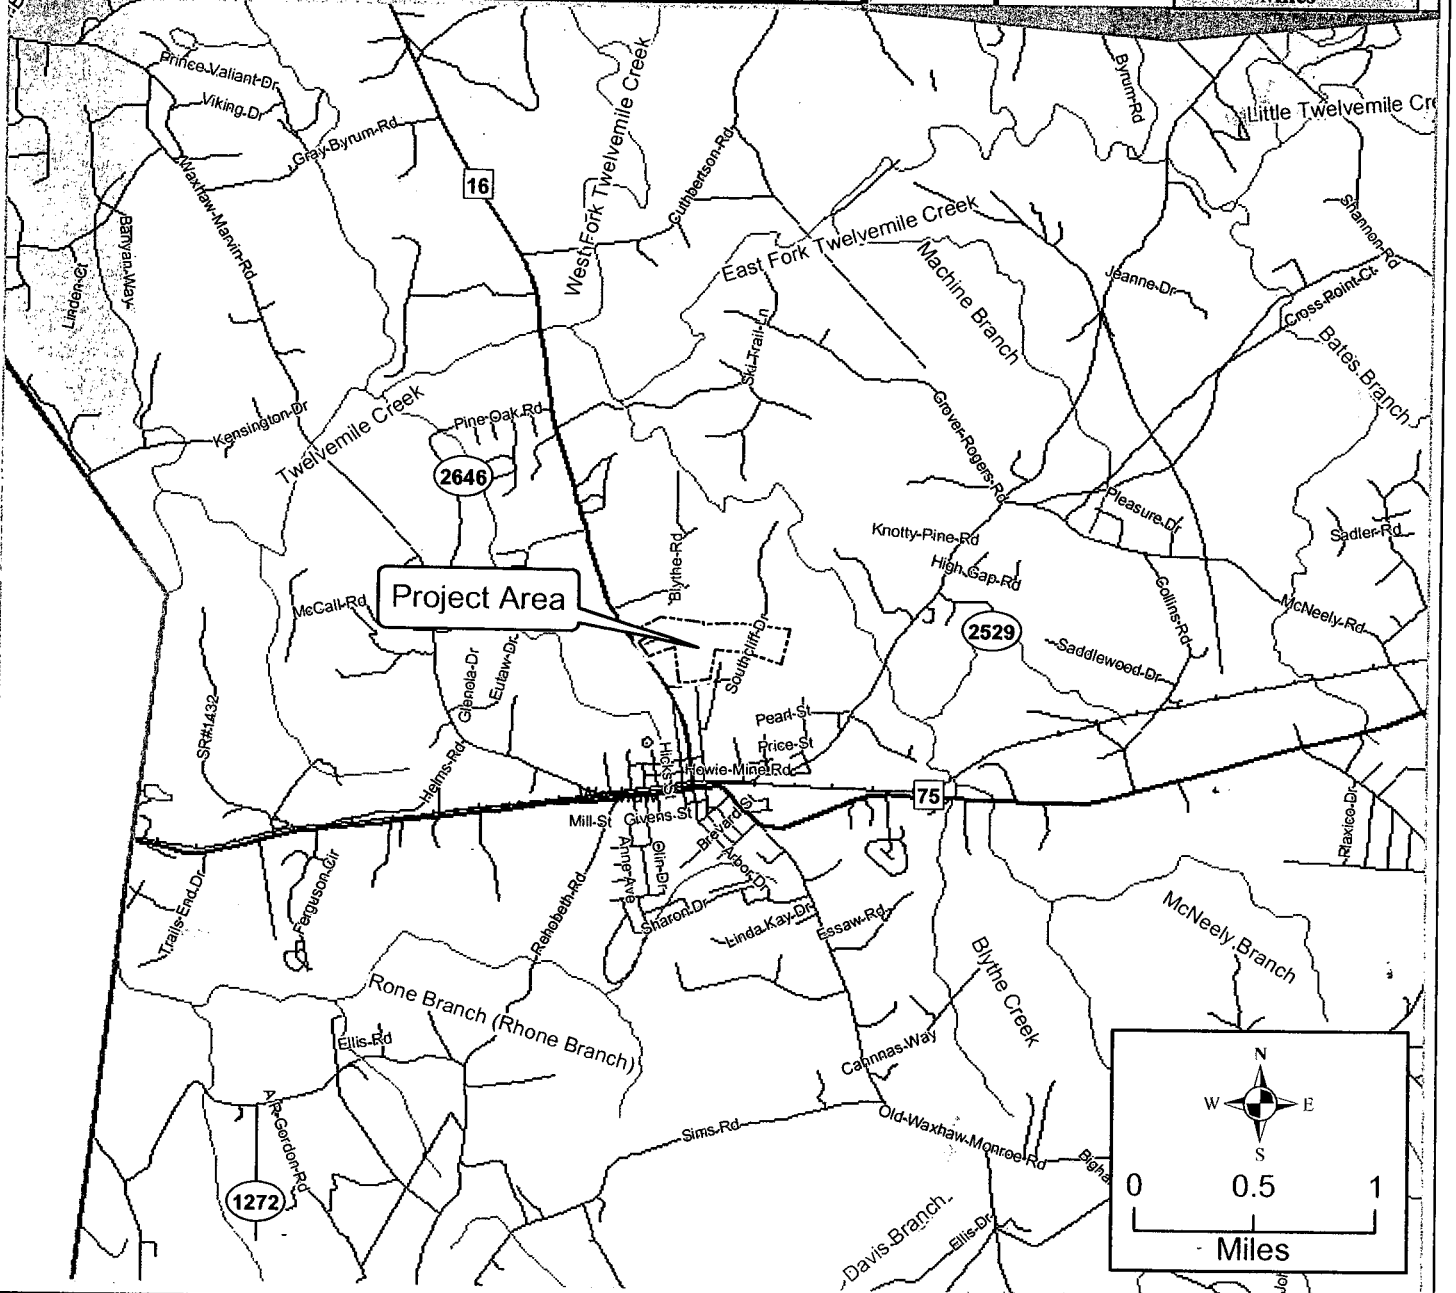 Miles
Prince Valiant Dr
Viking Dr
Gray Byrum Rd
Waxhaw-Marvin-Rd
Banyan Way
Linden Cr
16
West Fork Twelvemile Creek
Cuthbertson Rd
Byrum Rd
Little Twelvemile Cre
East Fork Twelvemile Creek
Machine Branch
Shannon Rd
Jeanne Dr
Cross Point Ct
Bates Branch
Ski Trail Ln
Kensington Dr
Twelvemile Creek
Pine Oak Rd
2646
Grover Rogers Rd
Pleasure Dr
Knotty Pine Rd
High Gap Rd
Sadler Rd
Blythe Rd
Project Area
McCall Rd
Collins Rd
McNeely Rd
2529
Saddlewood Dr
Southcliff Dr
Glenola Dr
Eutaw Dr
SR#1432
Pearl St
Price St
Helms Rd
Hicks St
Howie Mine Rd
75
Mill St
Givens St
Brevard St
Anne Ave
Olin Dr
Arbor Dr
Plaxico Dr
Trails End Dr
Ferguson Cir
Rehobeth Rd
Sharon Dr
Linda Kay Dr
Essaw Rd
McNeely Branch
Blythe Creek
Rone Branch (Rhone Branch)
Ellis Rd
Cannnas Way
A R Gordon Rd
Sims Rd
Old Waxhaw-Monroe Rd
Bigha
1272
Davis Branch
Ellis Dr
N
W E
S
0 0.5 1
Miles